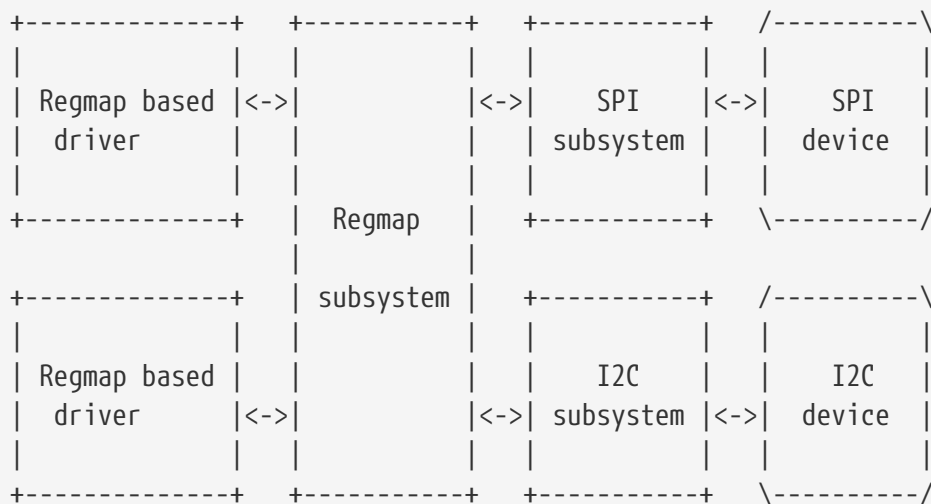 Regmap based
driver
SPI
subsystem
SPI
device
Regmap
subsystem
Regmap based
driver
I2C
subsystem
I2C
device